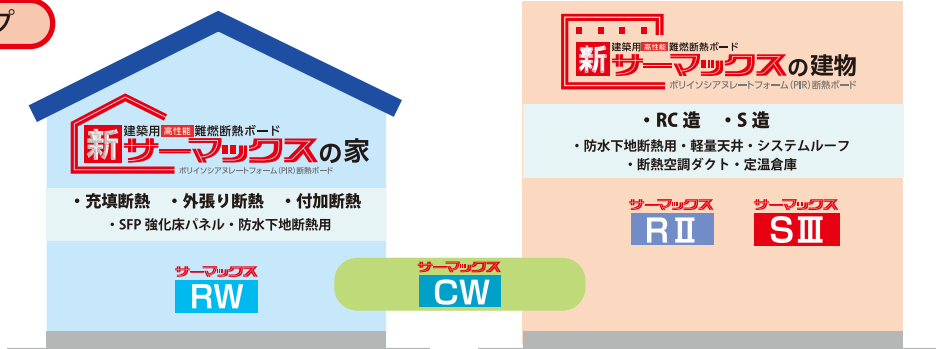 プ
建築用 高性能 難燃断熱ボード
新サーマックスの家
ポリイソシアヌレートフォーム(PIR)断熱ボード
・充填断熱 ・外張り断熱 ・付加断熱
・SFP 強化床パネル・防水下地断熱用
サーマックス
RW
サーマックス
CW
建築用 高性能 難燃断熱ボード
新サーマックスの建物
ポリイソシアヌレートフォーム(PIR)断熱ボード
・RC 造 ・S 造
・防水下地断熱用・軽量天井・システムルーフ
・断熱空調ダクト・定温倉庫
サーマックス
RⅡ
サーマックス
SⅢ